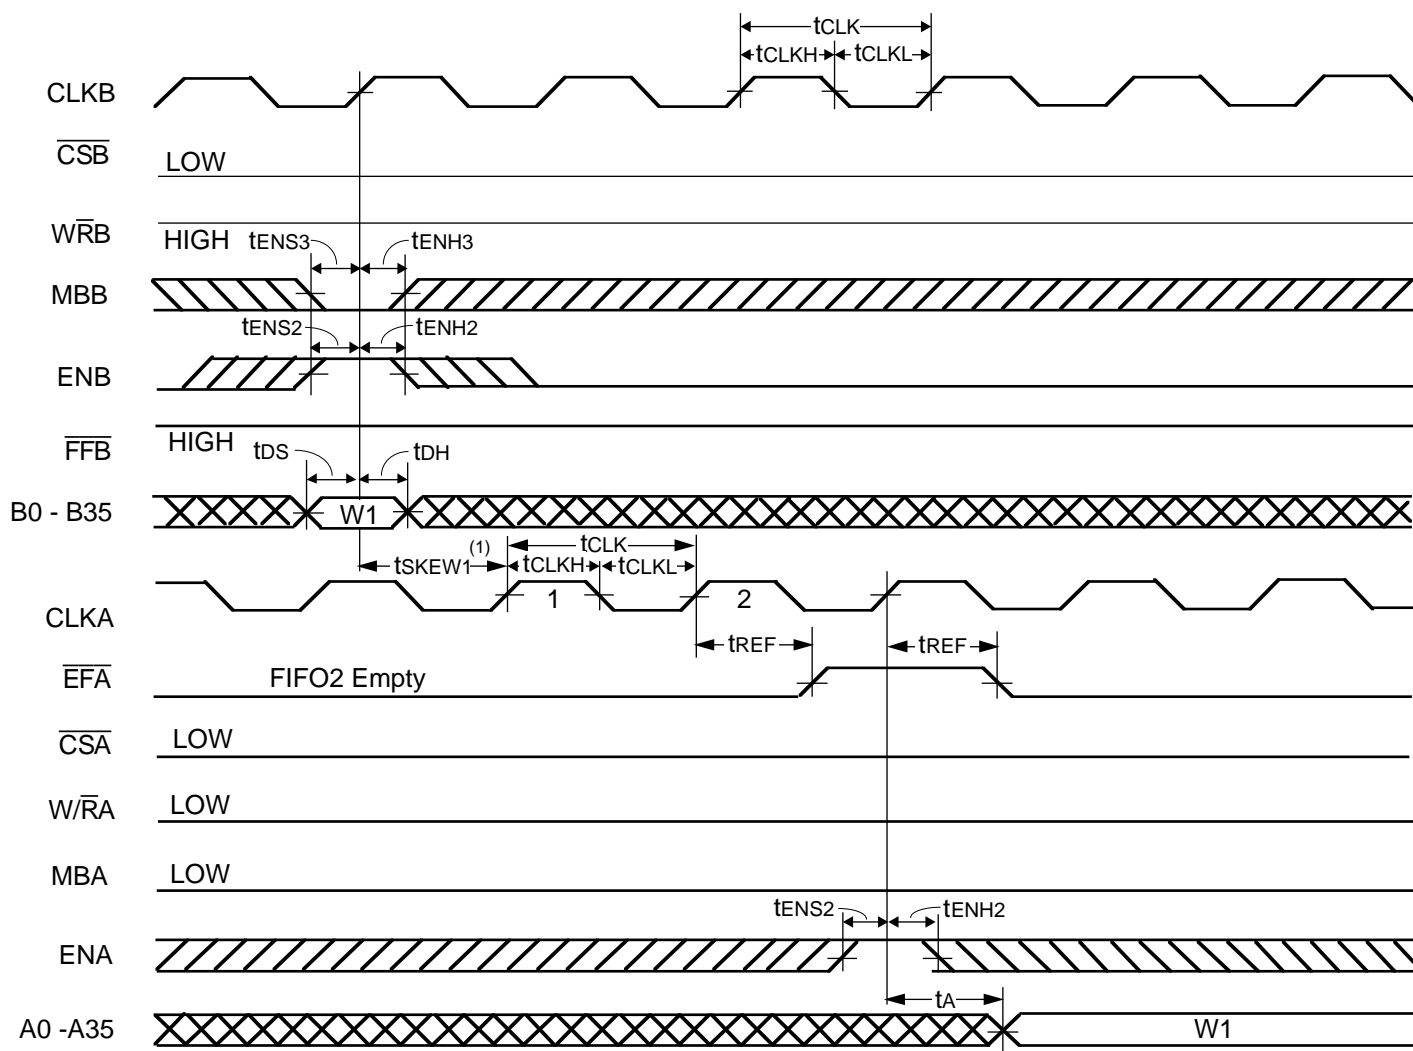 tCLK
tCLKH tCLKL
CLKB
CSB LOW
WRB HIGH
tENS3 tENH3
MBB
tENS2 tENH2
ENB
FFB HIGH
tDS tDH
B0 - B35 W1
tSKEW1 (1) tCLK
tCLKH tCLKL
CLKA 1 2
tREF tREF
EFA FIFO2 Empty
CSA LOW
W/RA LOW
MBA LOW
tENS2 tENH2
ENA
tA
A0 -A35 W1